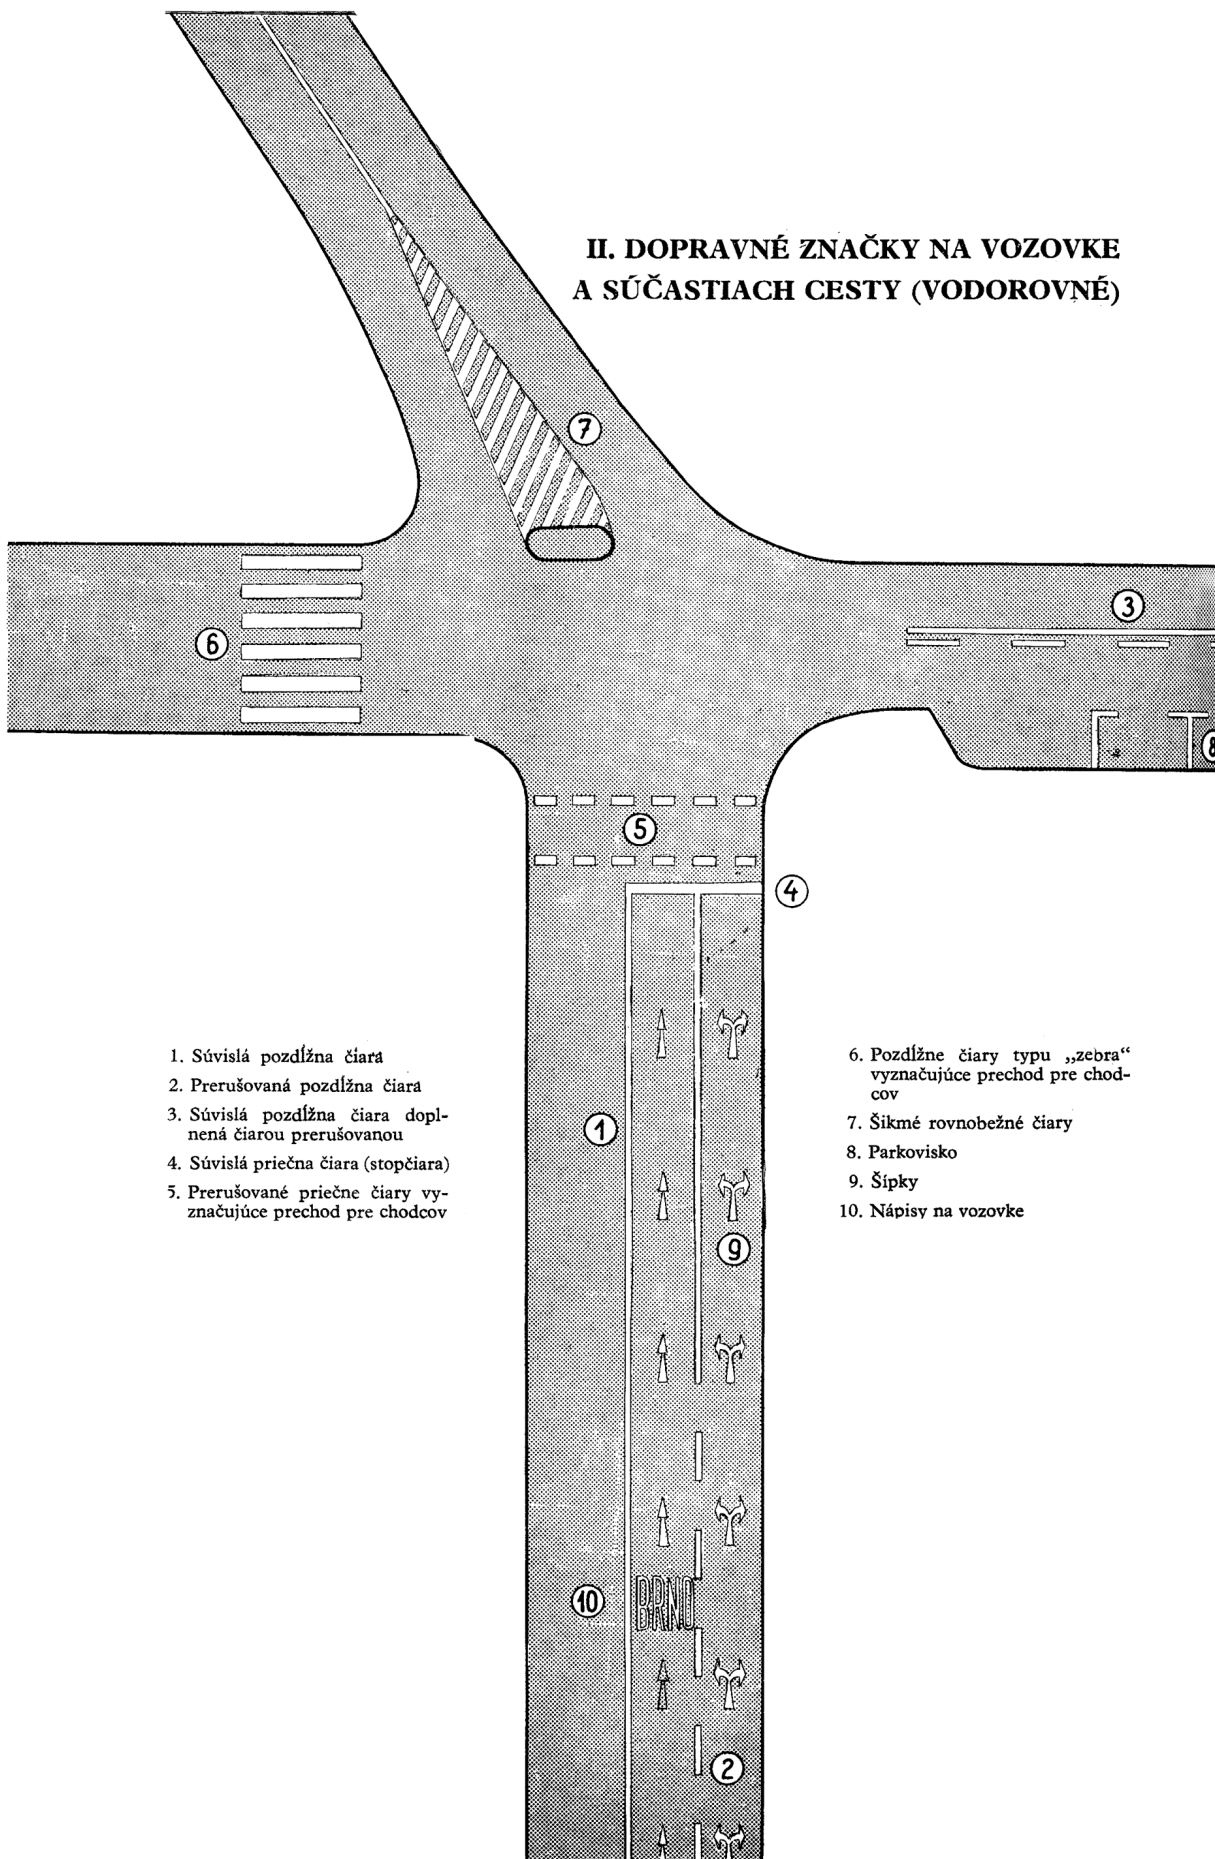 II. DOPRAVNÉ ZNAČKY NA VOZOVKE
A SÚČASTIACH CESTY (VODOROVNÉ)
7
3
6
8
5
4
1. Súvislá pozdĺžna čiara
2. Prerušovaná pozdĺžna čiara
3. Súvislá pozdĺžna čiara dopl-
nená čiarou prerušovanou
4. Súvislá priečna čiara (stopčiara)
5. Prerušované priečne čiary vy-
značujúce prechod pre chodcov
1
6. Pozdĺžne čiary typu „zebra“
vyznačujúce prechod pre chod-
cov
7. Šikmé rovnobežné čiary
8. Parkovisko
9. Šípky
10. Nápisy na vozovke
9
10
BRNO
2